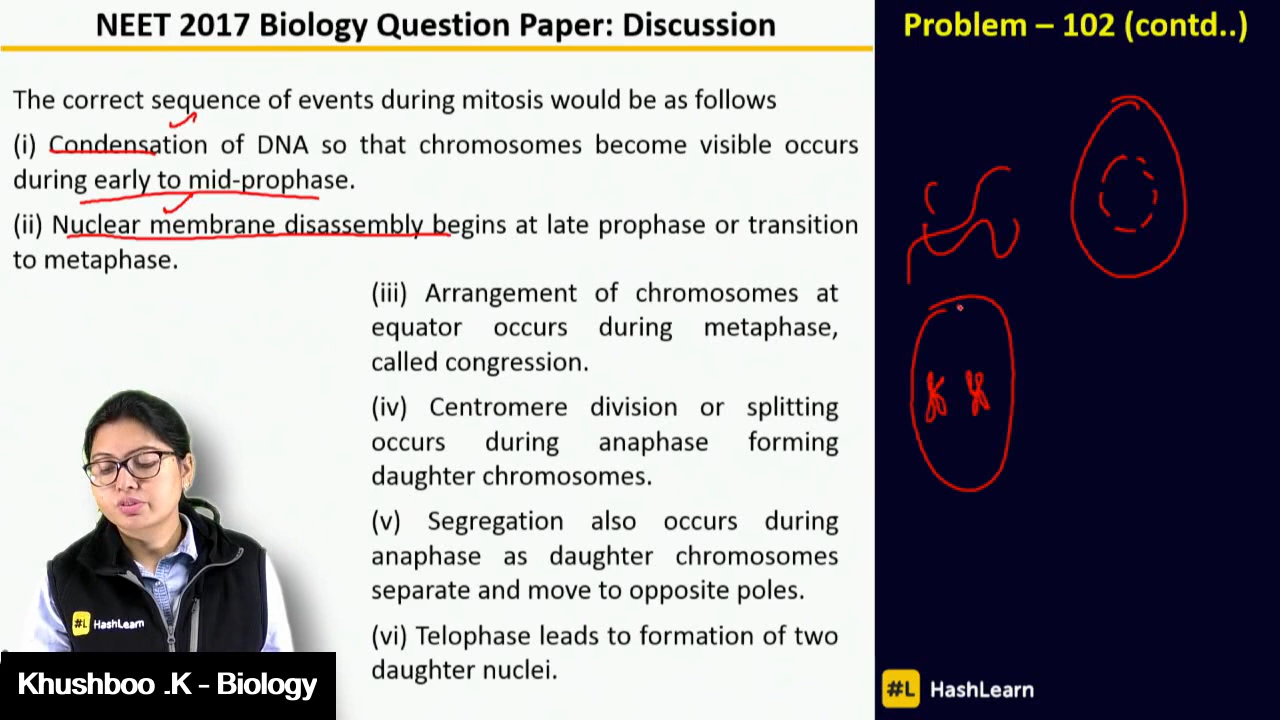 NEET 2017 Biology Question Paper: Discussion
Problem – 102 (contd..)
The correct sequence of events during mitosis would be as follows
(i) Condensation of DNA so that chromosomes become visible occurs
during early to mid-prophase.
(ii) Nuclear membrane disassembly begins at late prophase or transition
to metaphase.
(iii) Arrangement of chromosomes at
equator occurs during metaphase,
called congression.
(iv) Centromere division or splitting
occurs during anaphase forming
daughter chromosomes.
(v) Segregation also occurs during
anaphase as daughter chromosomes
separate and move to opposite poles.
(vi) Telophase leads to formation of two
daughter nuclei.
#L HashLearn
Khushboo .K – Biology
#L HashLearn